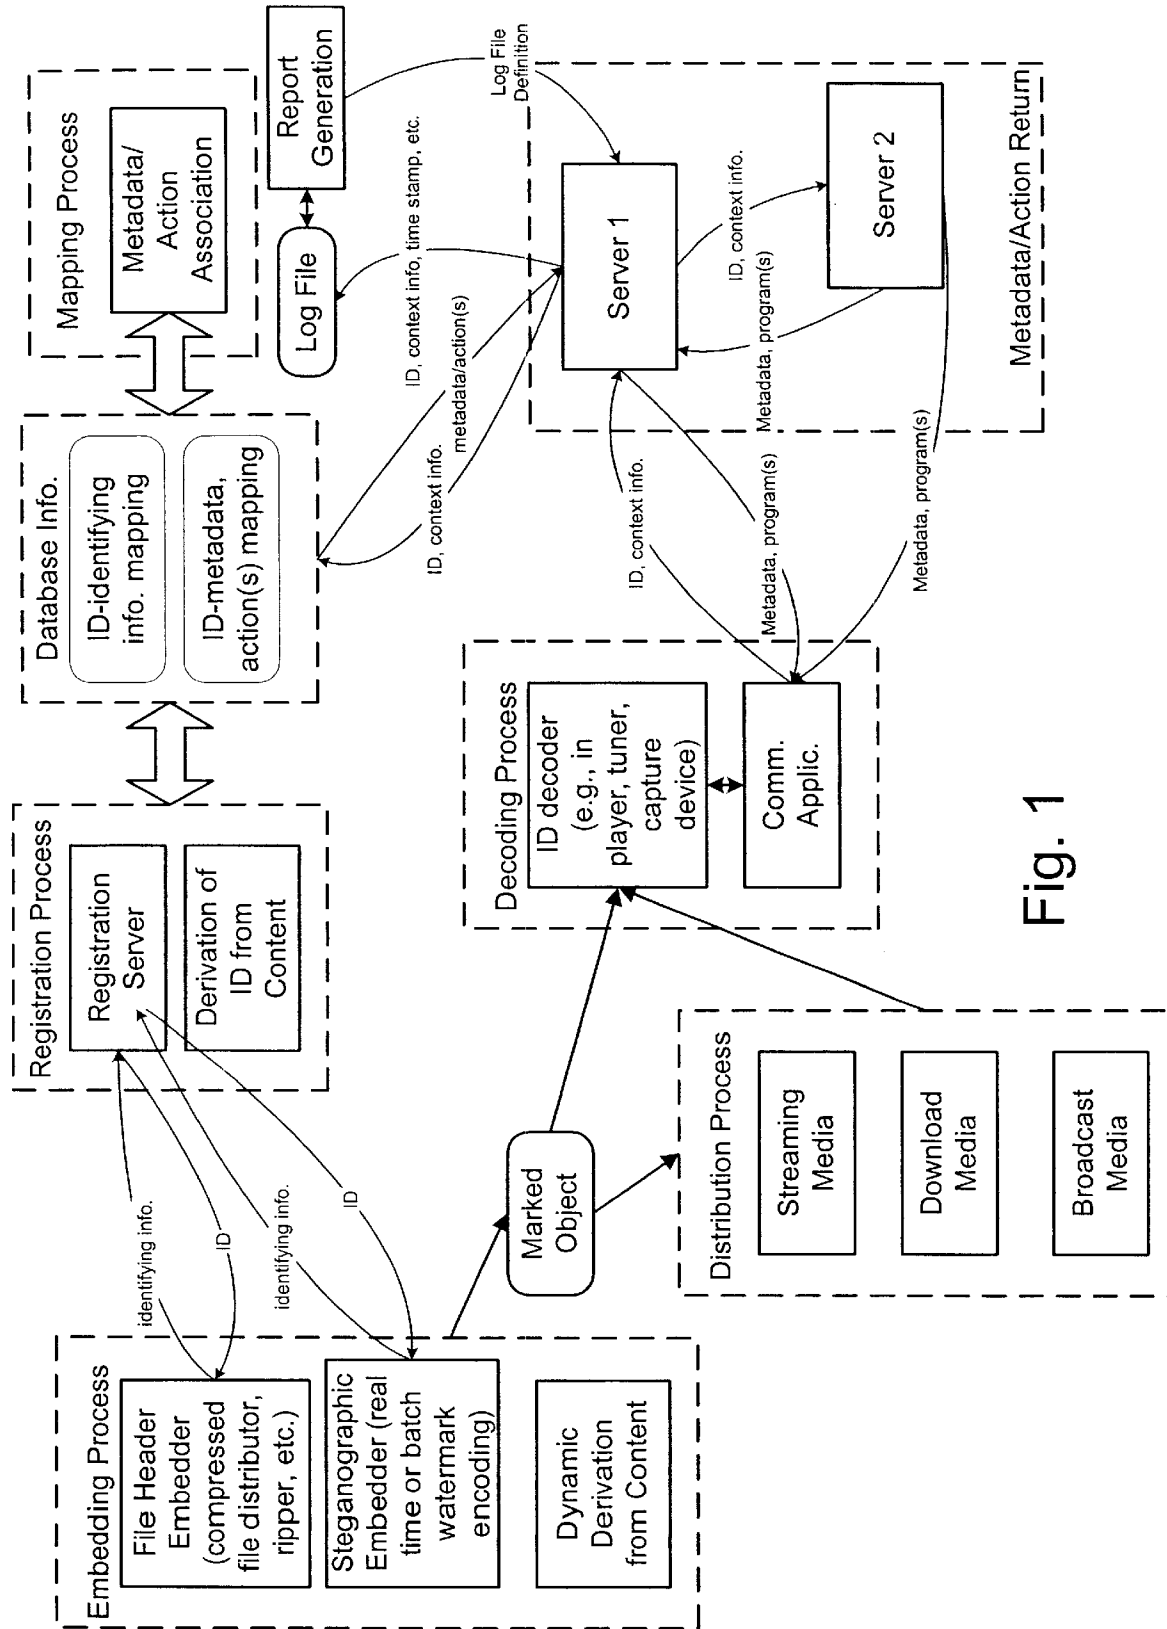 Embedding Process
File Header
Embedder
(compressed
file distributor,
ripper, etc.)
Steganographic
Embedder (real
time or batch
watermark
encoding)
Dynamic
Derivation
from Content
identifying info.
ID
identifying info.
ID
Registration Process
Registration
Server
Derivation of
ID from
Content
Database Info.
ID-identifying
info. mapping
ID-metadata,
action(s) mapping
Mapping Process
Metadata/
Action
Association
Log File
Report
Generation
Log File
Definition
ID, context info, time stamp, etc.
metadata/action(s)
ID, context info.
Marked
Object
Distribution Process
Streaming
Media
Download
Media
Broadcast
Media
Decoding Process
ID decoder
(e.g., in
player, tuner,
capture
device)
Comm.
Applic.
ID, context info.
Metadata, program(s)
Metadata, program(s)
Server 1
ID, context info.
Metadata, program(s)
Server 2
Metadata/Action Return
Fig. 1